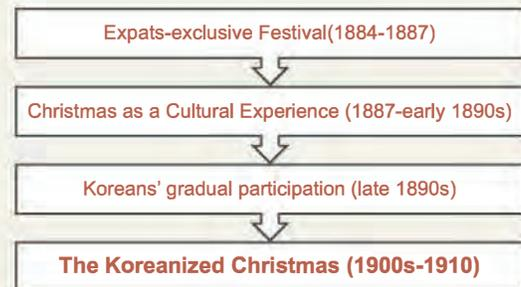 Expats-exclusive Festival(1884-1887)
Christmas as a Cultural Experience (1887-early 1890s)
Koreans' gradual participation (late 1890s)
The Koreanized Christmas (1900s-1910)